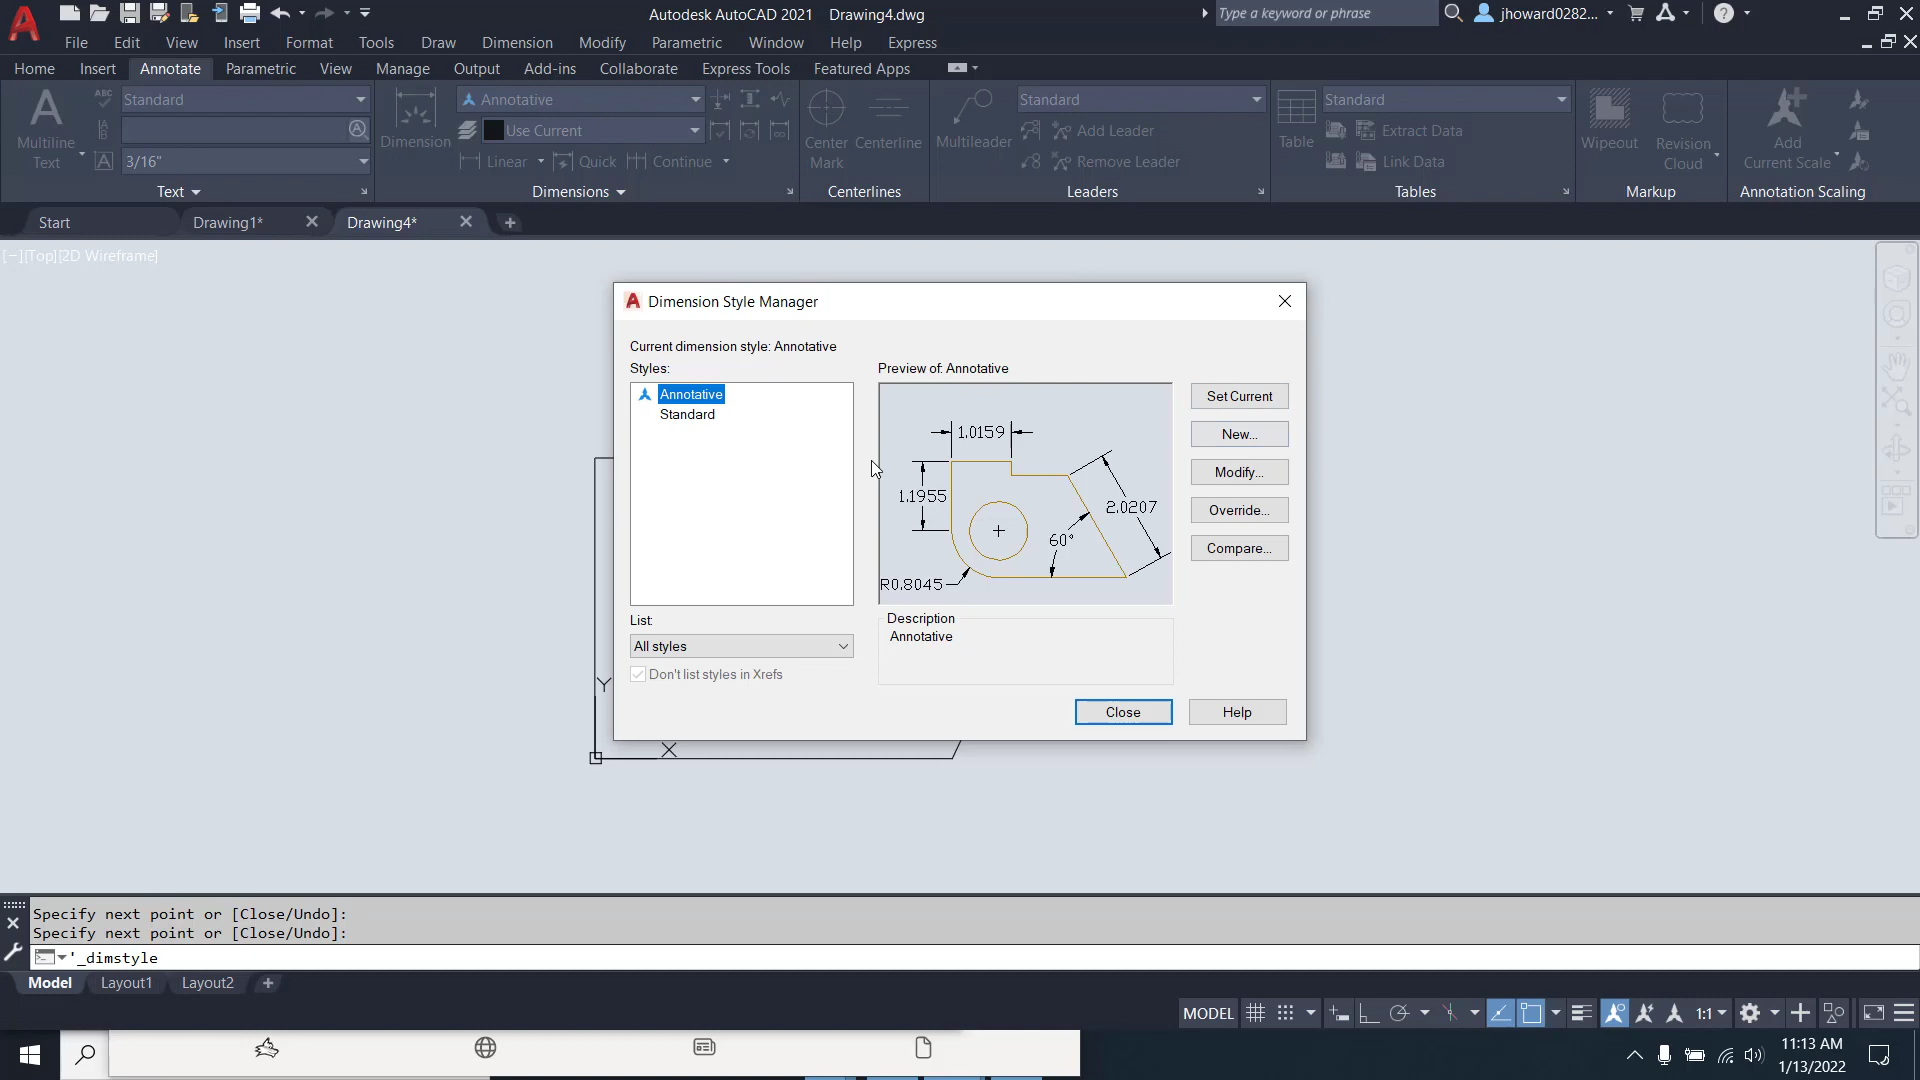 Autodesk AutoCAD 2021 Drawing4.dwg
Type a keyword or phrase
jhoward0282...
File Edit View Insert Format Tools Draw Dimension Modify Parametric Window Help Express
Home Insert Annotate Parametric View Manage Output Add-ins Collaborate Express Tools Featured Apps
Multiline
Text
ABC
Standard
3/16"
Text
Dimension
Annotative
Use Current
Linear Quick Continue
Dimensions
Center
Mark
Centerline
Centerlines
Multileader
Standard
Add Leader
Remove Leader
Leaders
Table
Standard
Extract Data
Link Data
Tables
Wipeout
Revision
Cloud
Markup
Add
Current Scale
Annotation Scaling
Start Drawing1* Drawing4*
[−][Top][2D Wireframe]
Dimension Style Manager
Current dimension style: Annotative
Styles:
Annotative
Standard
Preview of: Annotative
1.0159
1.1955
2.0207
60°
R0.8045
Set Current
New...
Modify...
Override...
Compare...
List:
All styles
Don't list styles in Xrefs
Description
Annotative
Close
Help
Y
X
Specify next point or [Close/Undo]:
Specify next point or [Close/Undo]:
'_dimstyle
Model Layout1 Layout2
MODEL
1:1
11:13 AM
1/13/2022